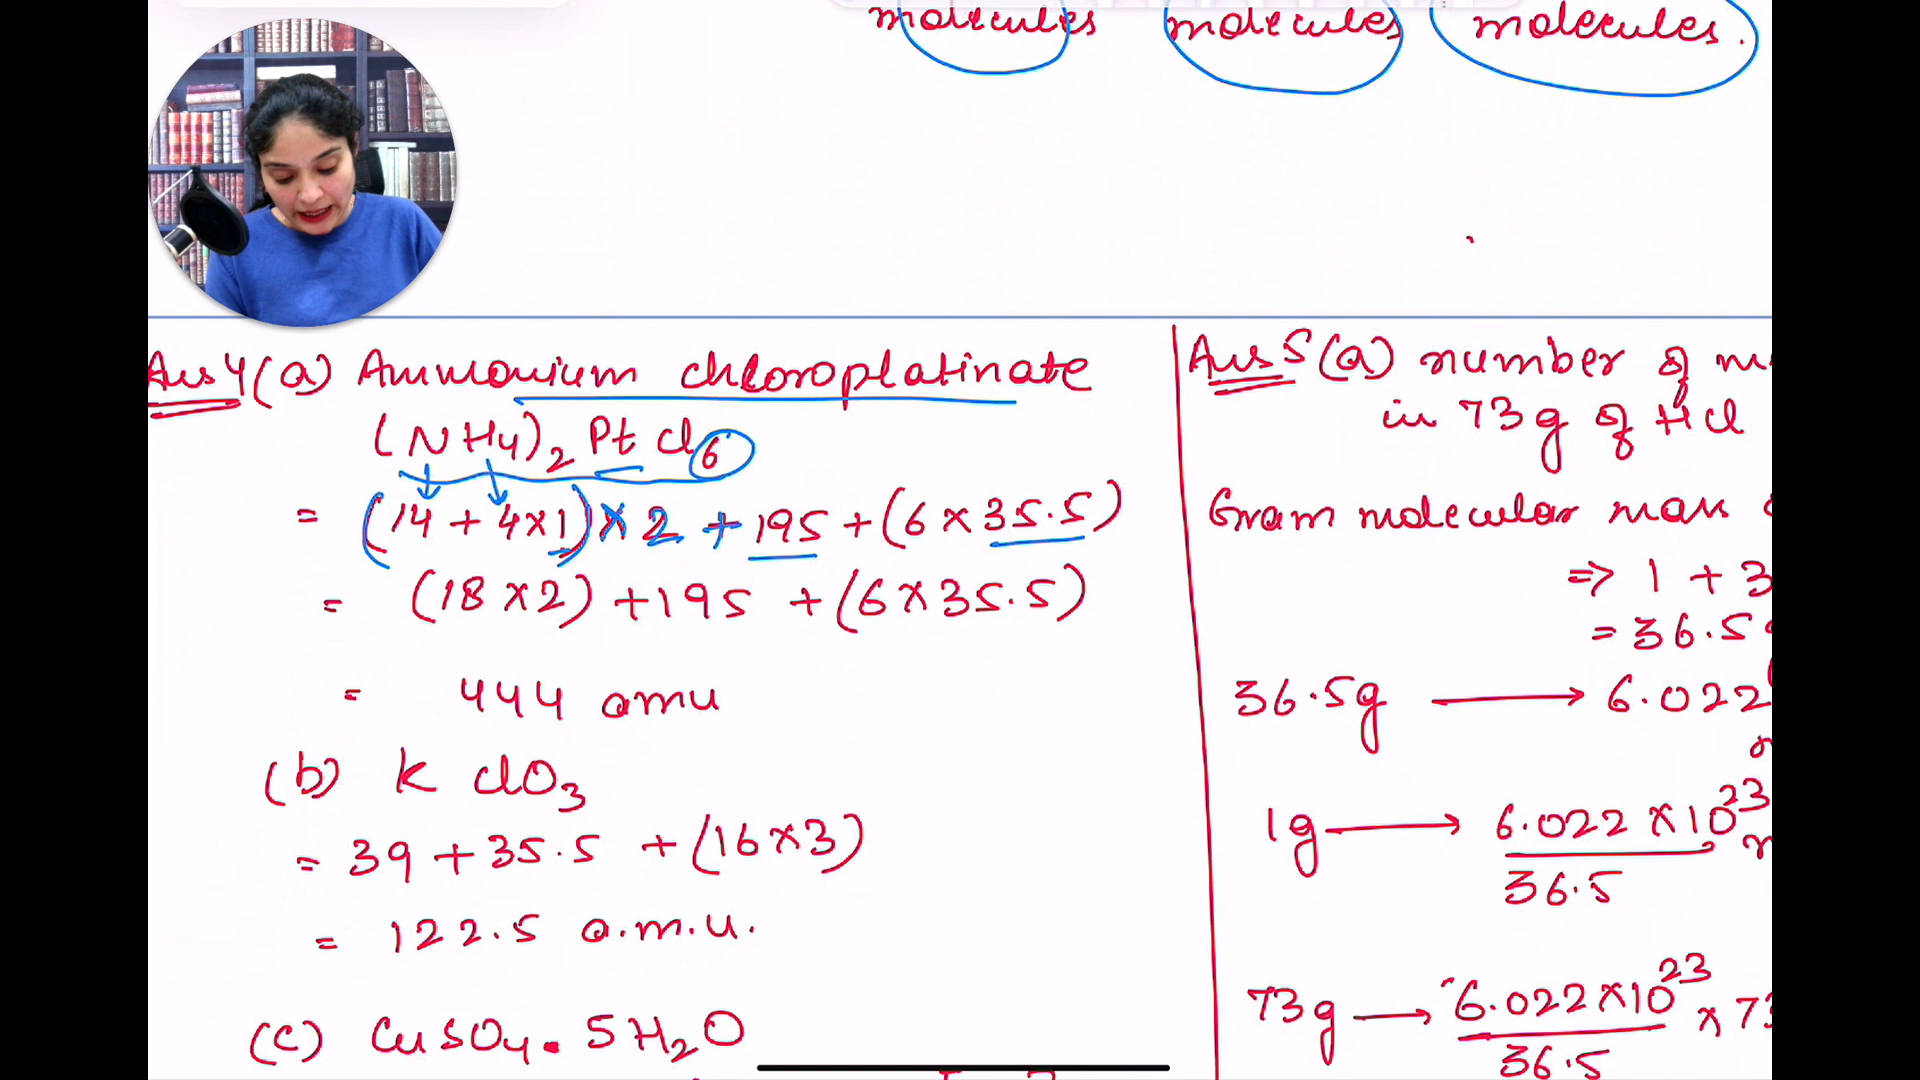 molecules molecules molecules.
Ans 4 (a) Ammonium chloroplatinate
(NH4)2 Pt Cl6
= (14 + 4×1) × 2 + 195 + (6 × 35.5)
= (18 × 2) + 195 + (6 × 35.5)
= 444 amu
(b) K ClO3
= 39 + 35.5 + (16×3)
= 122.5 a.m.u.
(c) CuSO4. 5H2O
Ans 5 (a) number of
in 73g of HCl
Gram molecular mass
=> 1 + 3
= 36.5
36.5g → 6.022
1g → 6.022 × 10^23
36.5
73g → 6.022 × 10^23 × 73
36.5